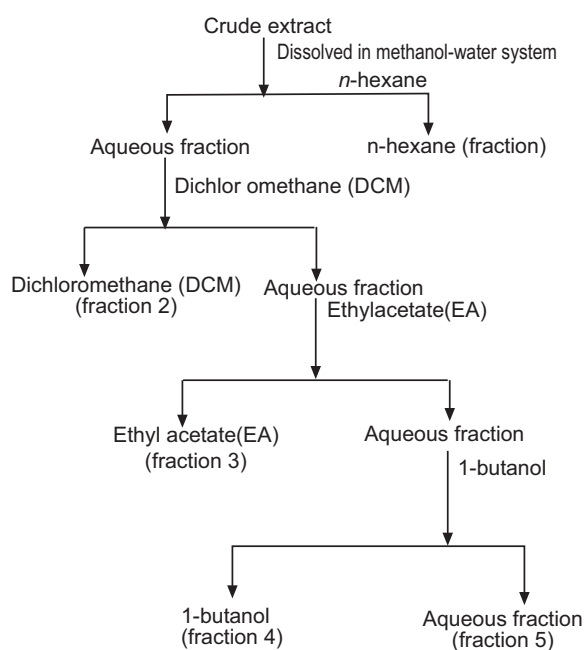 Crude extract
Dissolved in methanol-water system
n-hexane
Aqueous fraction
n-hexane (fraction)
Dichlor omethane (DCM)
Dichloromethane (DCM)
(fraction 2)
Aqueous fraction
Ethylacetate(EA)
Ethyl acetate(EA)
(fraction 3)
Aqueous fraction
1-butanol
1-butanol
(fraction 4)
Aqueous fraction
(fraction 5)